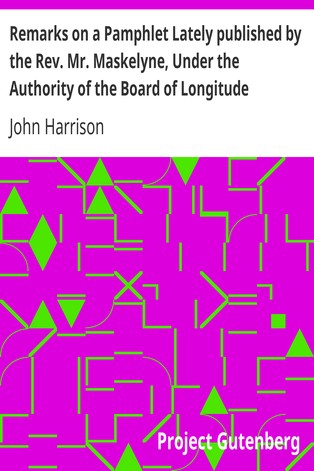 Remarks on a Pamphlet Lately published by
the Rev. Mr. Maskelyne, Under the
Authority of the Board of Longitude
John Harrison
Project Gutenberg